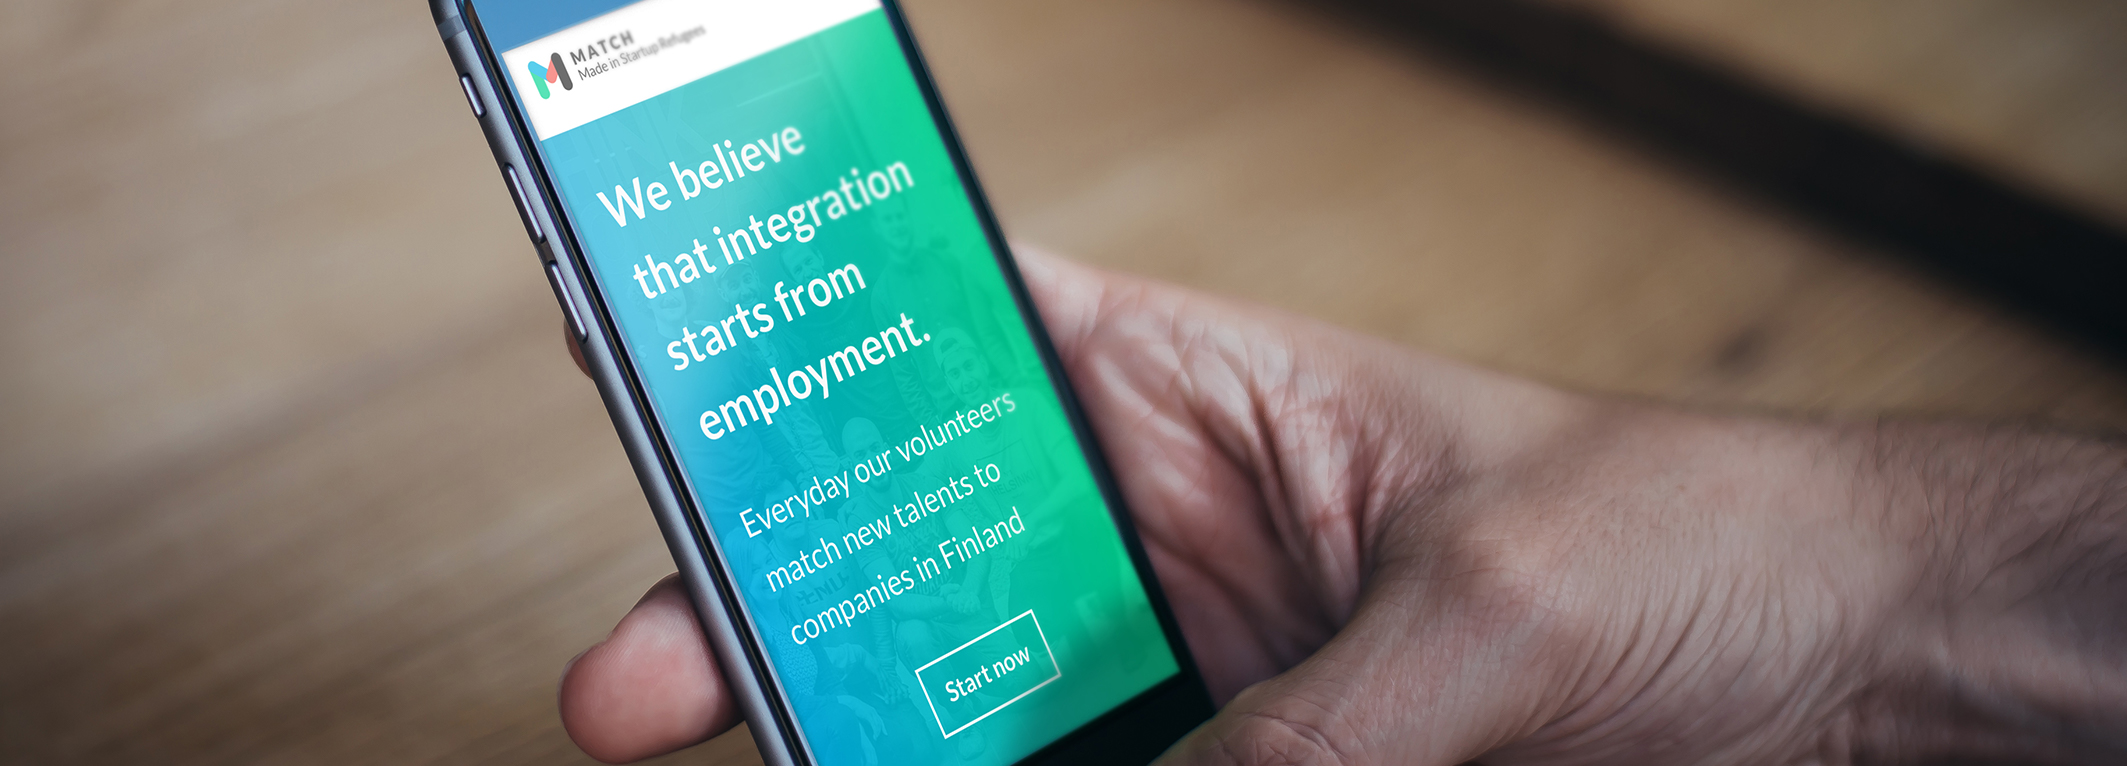 MATCH
Made in Startup Refugees
We believe
that integration
starts from
employment.
Everyday our volunteers
match new talents to
companies in Finland
Start now